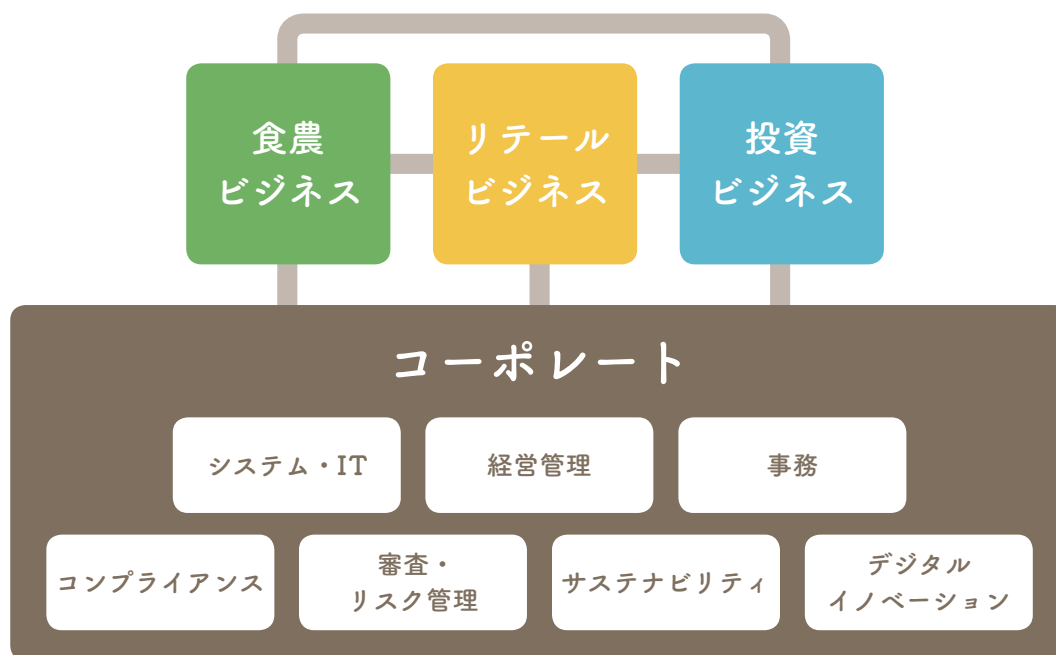 食農
ビジネス
リテール
ビジネス
投資
ビジネス
コーポレート
システム・IT
経営管理
事務
コンプライアンス
審査・
リスク管理
サステナビリティ
デジタル
イノベーション